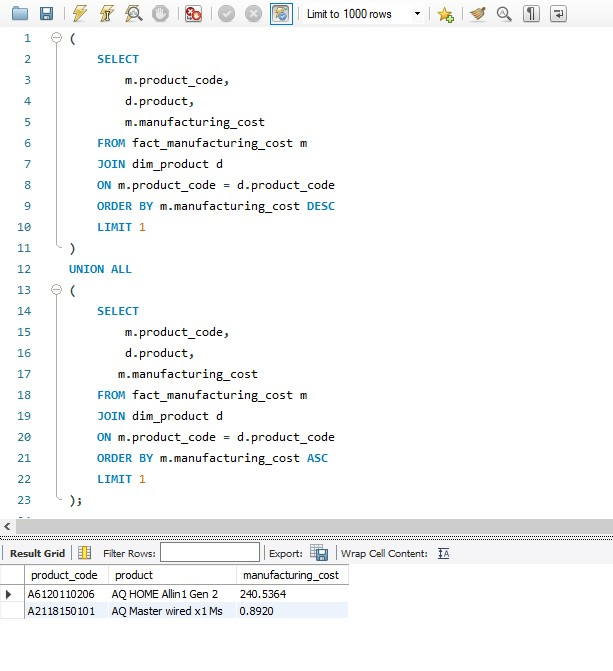 Limit to 1000 rows
1 (
2 SELECT
3 m.product_code,
4 d.product,
5 m.manufacturing_cost
6 FROM fact_manufacturing_cost m
7 JOIN dim_product d
8 ON m.product_code = d.product_code
9 ORDER BY m.manufacturing_cost DESC
10 LIMIT 1
11 )
12 UNION ALL
13 (
14 SELECT
15 m.product_code,
16 d.product,
17 m.manufacturing_cost
18 FROM fact_manufacturing_cost m
19 JOIN dim_product d
20 ON m.product_code = d.product_code
21 ORDER BY m.manufacturing_cost ASC
22 LIMIT 1
23 );
Result Grid Filter Rows: Export: Wrap Cell Content:
product_code product manufacturing_cost
A6120110206 AQ HOME Allin1 Gen 2 240.5364
A2118150101 AQ Master wired x1 Ms 0.8920